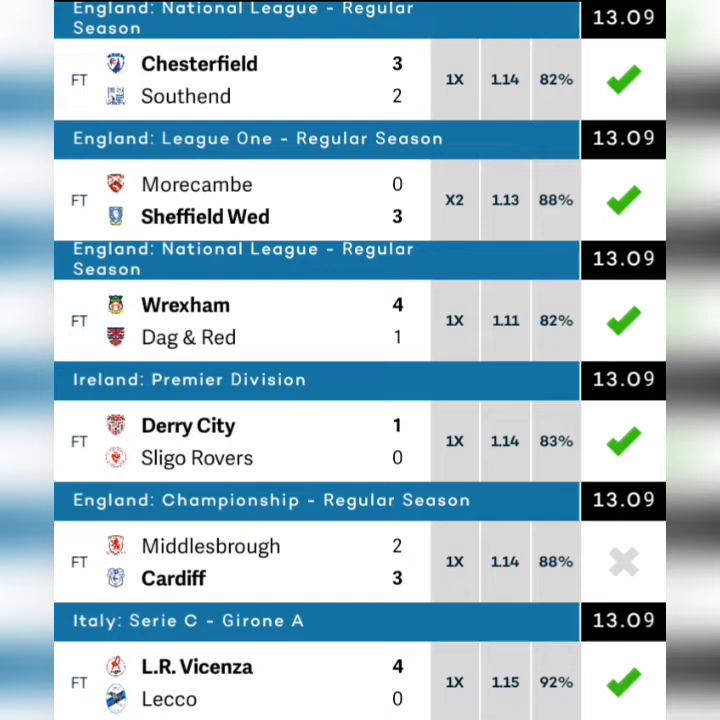 England: National League - Regular
Season
13.09
FT
Chesterfield 3
Southend 2
1X 1.14 82%
England: League One - Regular Season 13.09
FT
Morecambe 0
Sheffield Wed 3
X2 1.13 88%
England: National League - Regular
Season
13.09
FT
Wrexham 4
Dag & Red 1
1X 1.11 82%
Ireland: Premier Division 13.09
FT
Derry City 1
Sligo Rovers 0
1X 1.14 83%
England: Championship - Regular Season 13.09
FT
Middlesbrough 2
Cardiff 3
1X 1.14 88%
Italy: Serie C - Girone A 13.09
FT
L.R. Vicenza 4
Lecco 0
1X 1.15 92%